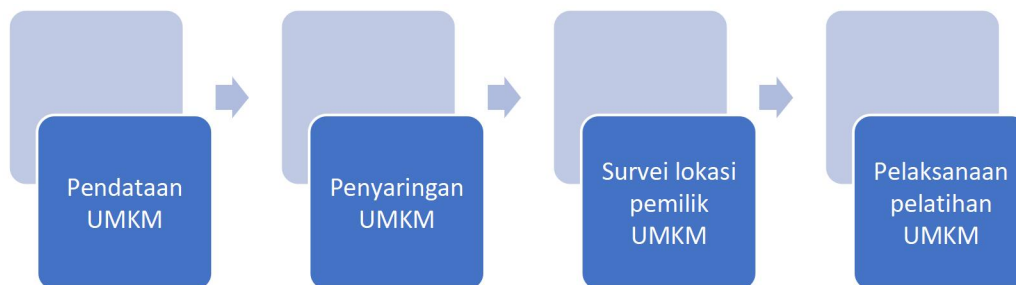 Pendataan
UMKM
Penyaringan
UMKM
Survei lokasi
pemilik
UMKM
Pelaksanaan
pelatihan
UMKM